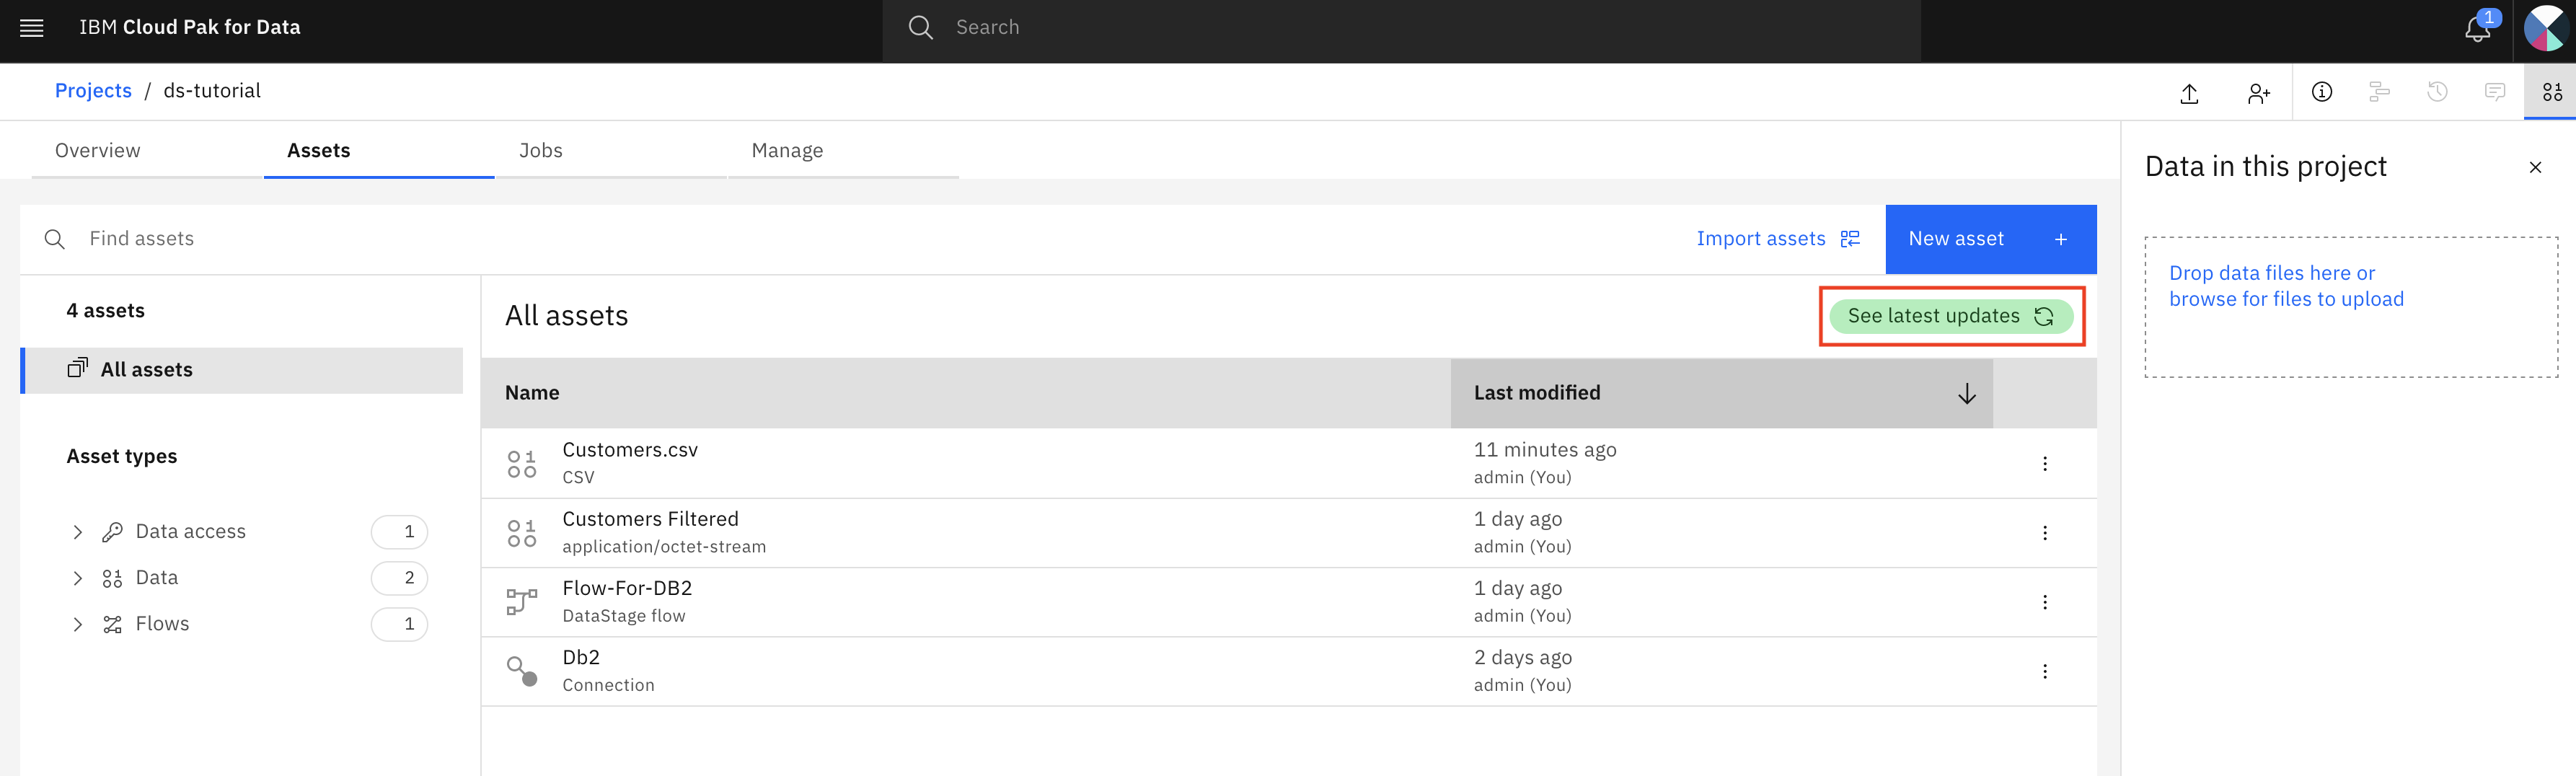 IBM Cloud Pak for Data
Search
1
Projects / ds-tutorial
Overview
Assets
Jobs
Manage
Data in this project
Find assets
Import assets
New asset +
Drop data files here or
browse for files to upload
4 assets
All assets
Asset types
Data access 1
Data 2
Flows 1
All assets
See latest updates
Name
Last modified
Customers.csv
CSV
11 minutes ago
admin (You)
Customers Filtered
application/octet-stream
1 day ago
admin (You)
Flow-For-DB2
DataStage flow
1 day ago
admin (You)
Db2
Connection
2 days ago
admin (You)